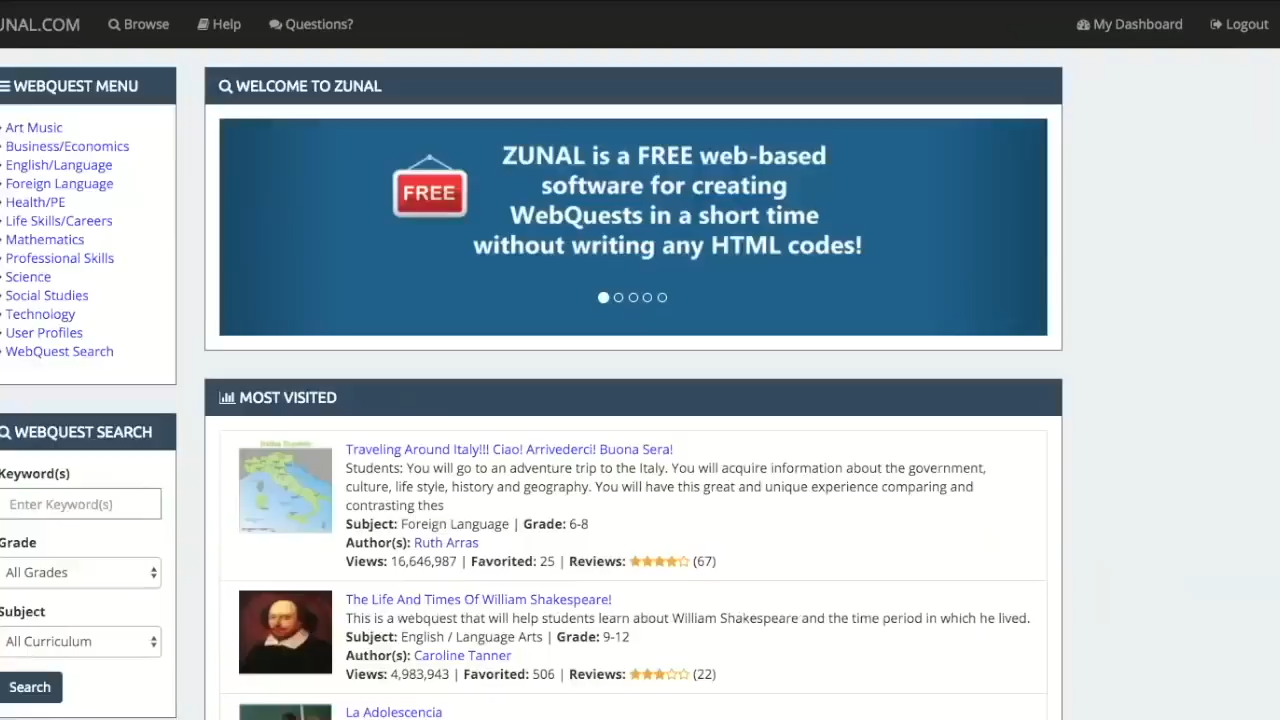 UNAL.COM Browse Help Questions? My Dashboard Logout
WEBQUEST MENU
Art Music
Business/Economics
English/Language
Foreign Language
Health/PE
Life Skills/Careers
Mathematics
Professional Skills
Science
Social Studies
Technology
User Profiles
WebQuest Search
WEBQUEST SEARCH
Keyword(s)
Enter Keyword(s)
Grade
All Grades
Subject
All Curriculum
Search
WELCOME TO ZUNAL
FREE
ZUNAL is a FREE web-based
software for creating
WebQuests in a short time
without writing any HTML codes!
MOST VISITED
Traveling Around Italy!!! Ciao! Arrivederci! Buona Sera!
Students: You will go to an adventure trip to the Italy. You will acquire information about the government,
culture, life style, history and geography. You will have this great and unique experience comparing and
contrasting thes
Subject: Foreign Language | Grade: 6-8
Author(s): Ruth Arras
Views: 16,646,987 | Favorited: 25 | Reviews: (67)
The Life And Times Of William Shakespeare!
This is a webquest that will help students learn about William Shakespeare and the time period in which he lived.
Subject: English / Language Arts | Grade: 9-12
Author(s): Caroline Tanner
Views: 4,983,943 | Favorited: 506 | Reviews: (22)
La Adolescencia